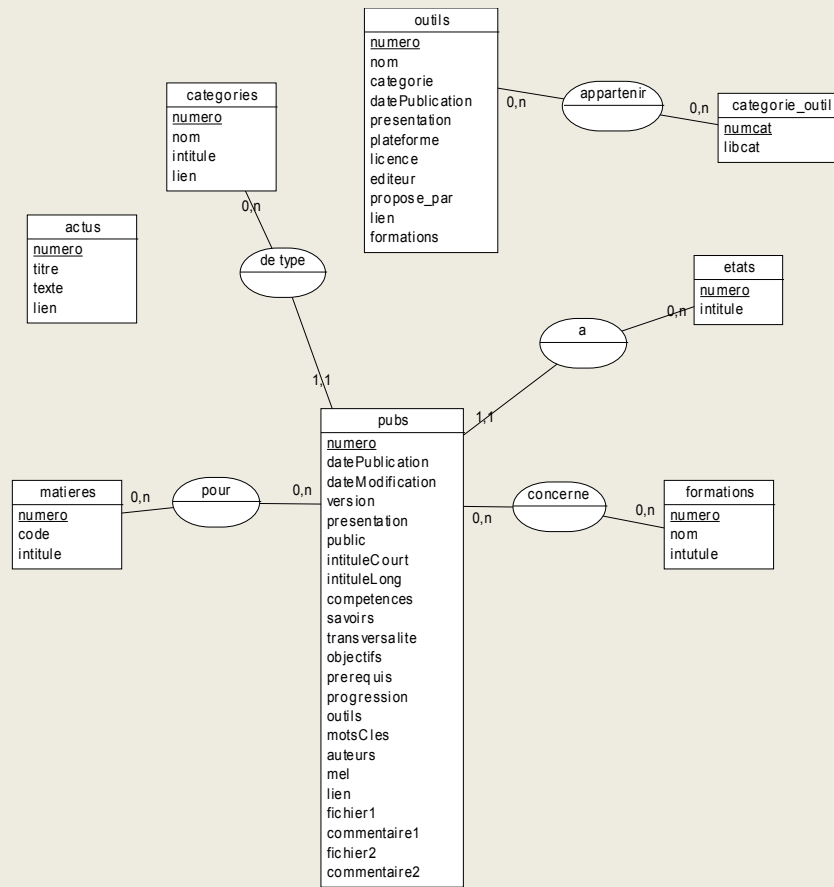 outils
numero
nom
categorie
datePublication
presentation
plateforme
licence
editeur
propose_par
lien
formations
0,n
appartenir
0,n
categorie_outil
numcat
libcat
categories
numero
nom
intitule
lien
0,n
de type
1,1
actus
numero
titre
texte
lien
etats
numero
intitule
0,n
a
1,1
pubs
numero
datePublication
dateModification
version
presentation
public
intituleCourt
intituleLong
competences
savoirs
transversalite
objectifs
prerequis
progression
outils
motsCles
auteurs
mel
lien
fichier1
commentaire1
fichier2
commentaire2
matieres
numero
code
intitule
0,n
pour
0,n
0,n
concerne
0,n
formations
numero
nom
intutule